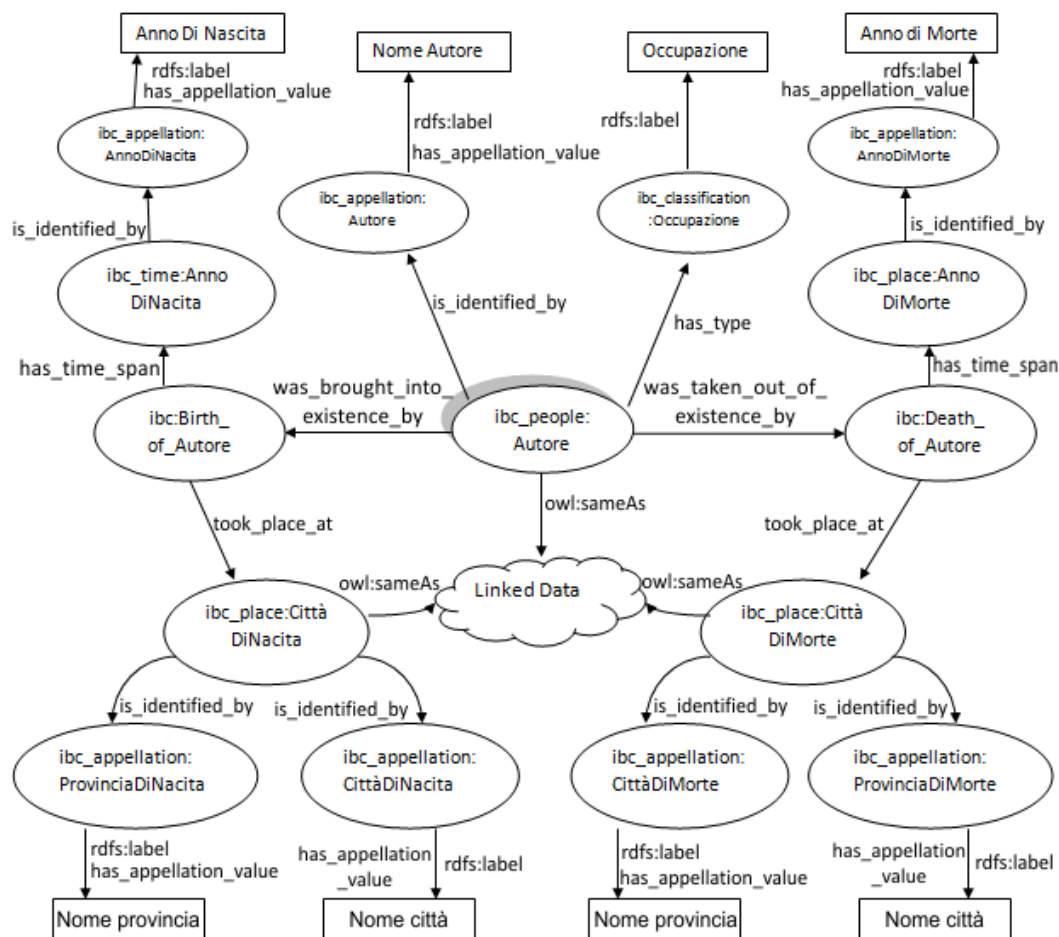 Anno Di Nascita
Nome Autore
Occupazione
Anno di Morte
rdfs:label
has_appellation_value
rdfs:label
has_appellation_value
rdfs:label
rdfs:label
has_appellation_value
ibc_appellation:
AnnoDiNacita
ibc_appellation:
Autore
ibc_classification
:Occupazione
ibc_appellation:
AnnoDiMorte
is_identified_by
is_identified_by
ibc_time:Anno
DiNacita
is_identified_by
has_type
ibc_place:Anno
DiMorte
has_time_span
has_time_span
was_brought_into_
existence_by
was_taken_out_of_
existence_by
ibc:Birth_
of_Autore
ibc_people:
Autore
ibc:Death_
of_Autore
took_place_at
owl:sameAs
took_place_at
owl:sameAs
Linked Data
owl:sameAs
ibc_place:Città
DiNacita
ibc_place:Città
DiMorte
is_identified_by
is_identified_by
is_identified_by
is_identified_by
ibc_appellation:
ProvinciaDiNacita
ibc_appellation:
CittàDiNacita
ibc_appellation:
CittàDiMorte
ibc_appellation:
ProvinciaDiMorte
rdfs:label
has_appellation_value
has_appellation
_value
rdfs:label
rdfs:label
has_appellation_value
has_appellation
_value
rdfs:label
Nome provincia
Nome città
Nome provincia
Nome città